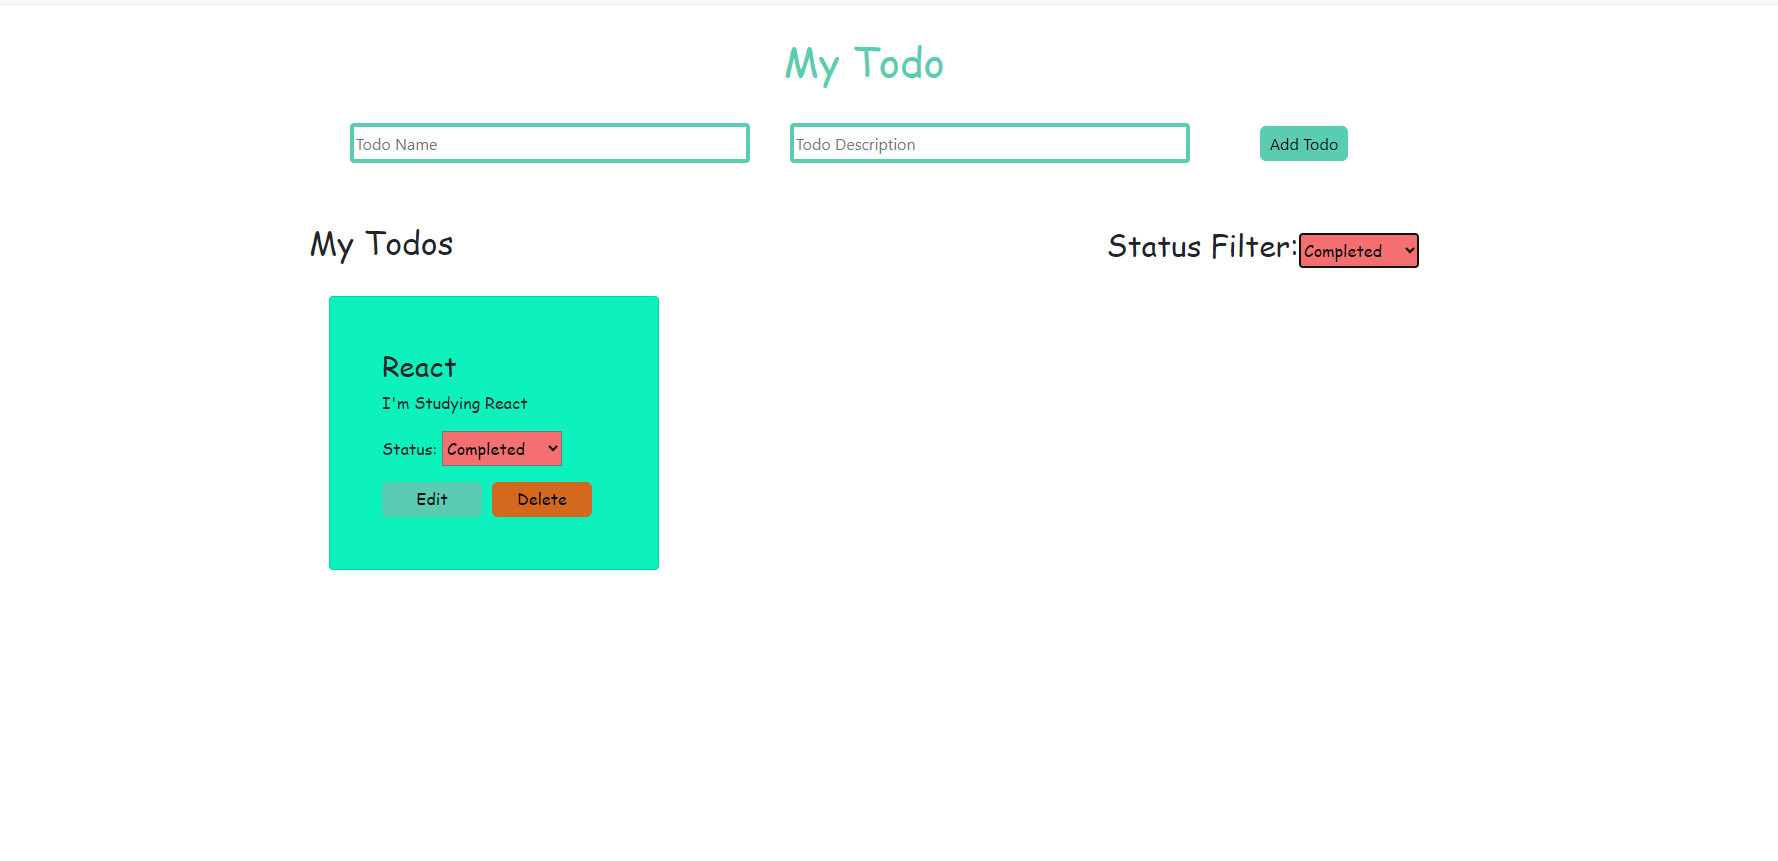 My Todo
Todo Name Todo Description Add Todo
My Todos Status Filter: Completed
React
I'm Studying React
Status: Completed
Edit Delete